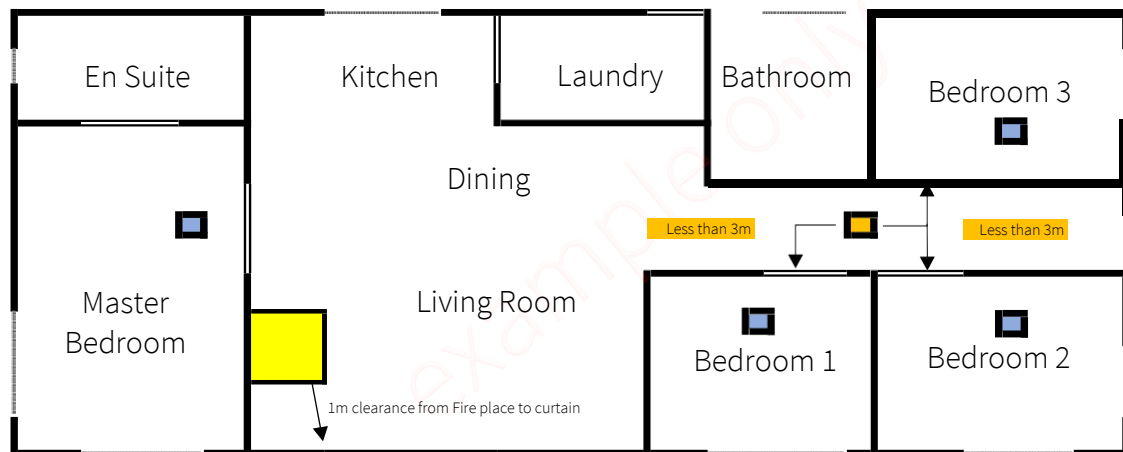 En Suite
Kitchen
Laundry
Bathroom
Bedroom 3
Dining
Less than 3m
Less than 3m
Master
Bedroom
Living Room
Bedroom 1
Bedroom 2
1m clearance from Fire place to curtain
example only